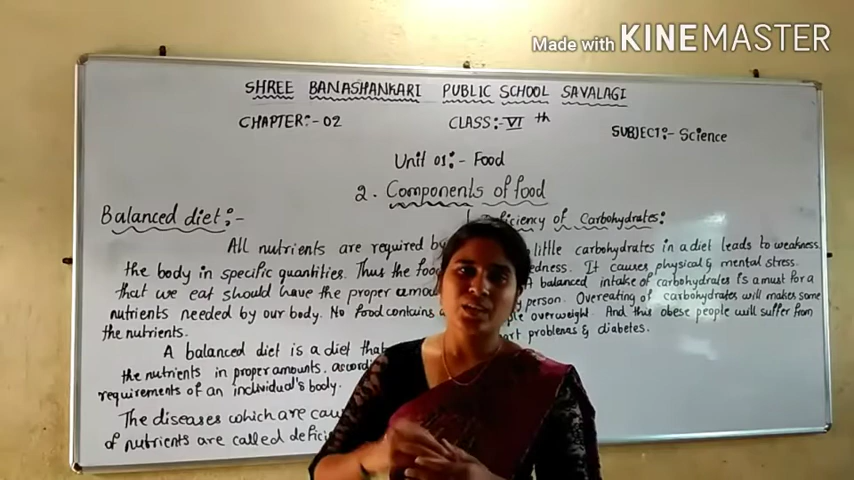 Made with KINEMASTER
SHREE BANASHANKARI PUBLIC SCHOOL SAVALAGI
CHAPTER:- 02 CLASS:- VI th SUBJECT:- Science
Unit 01:- Food
2. Components of food
Balanced diet:-
All nutrients are required by
the body in specific quantities. Thus the foo
that we eat should have the proper amou
nutrients needed by our body. No food contains a
the nutrients.
A balanced diet is a diet that
the nutrients in proper amounts, accordi
requirements of an individual's body.
The diseases which are cau
of nutrients are called defici
ficiency of Carbohydrates:
little carbohydrates in a diet leads to weakness
edness. It causes physical & mental stress.
A balanced intake of carbohydrates is a must for a
person. Overeating of carbohydrates will makes some
ple overweight. And this obese people will suffer from
art problems & diabetes.